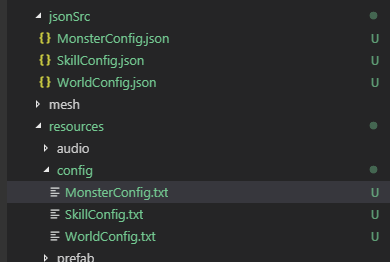 jsonSrc
{} MonsterConfig.json U
{} SkillConfig.json U
{} WorldConfig.json U
mesh
resources
audio
config
MonsterConfig.txt U
SkillConfig.txt U
WorldConfig.txt U
prefab